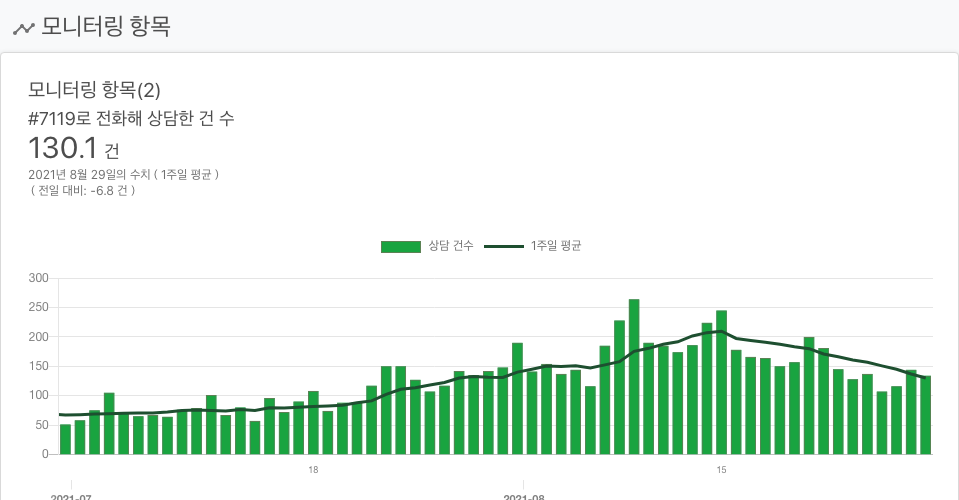 모니터링 항목
모니터링 항목(2)
#7119로 전화해 상담한 건 수
130.1 건
2021년 8월 29일의 수치 ( 1주일 평균 )
( 전일 대비: -6.8 건 )
상담 건수 1주일 평균
300
250
200
150
100
50
0
18 15
2021-07 2021-08